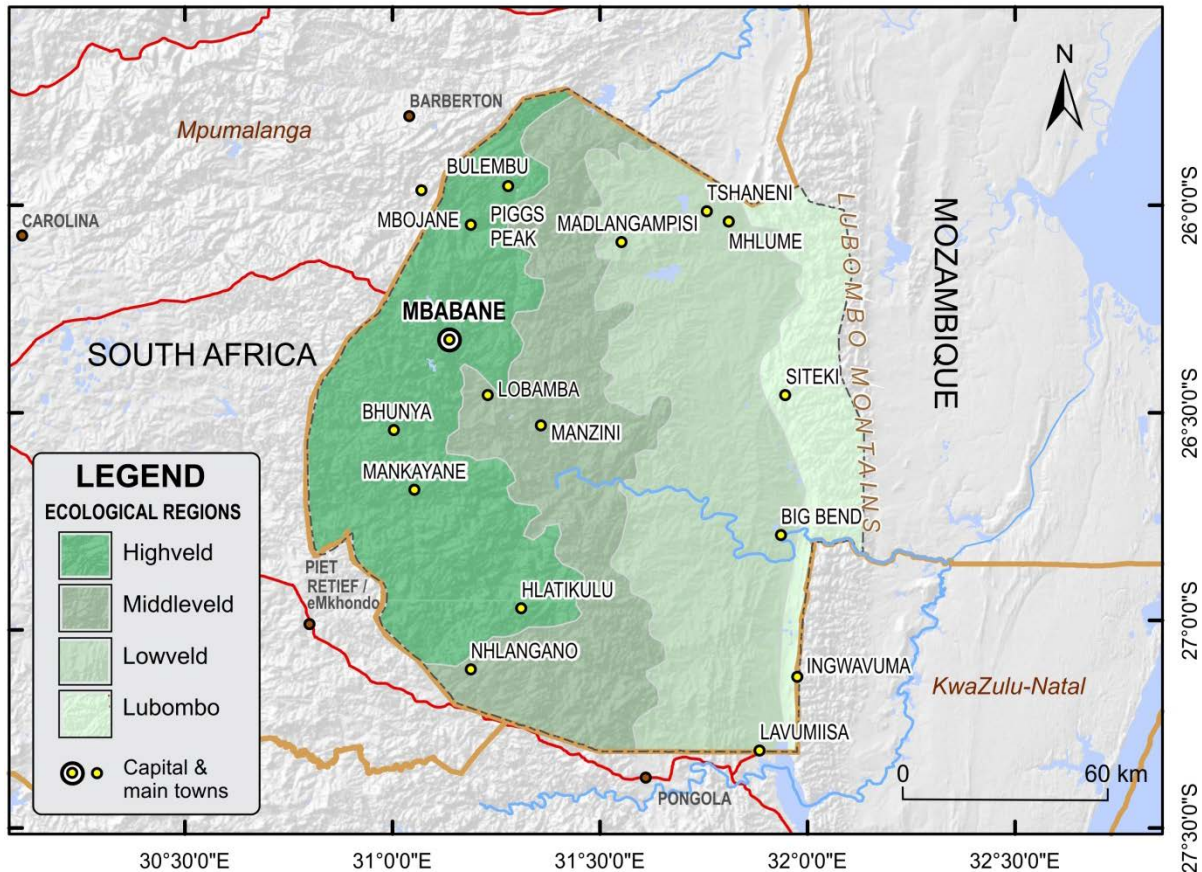 N
BARBERTON
Mpumalanga
BULEMBU
CAROLINA
MBOJANE
PIGGS
PEAK
TSHANENI
MADLANGAMPISI
MHLUME
LUBOMBO MONTAINS
MOZAMBIQUE
MBABANE
SOUTH AFRICA
LOBAMBA
SITEKI
BHUNYA
MANZINI
MANKAYANE
BIG BEND
PIET
RETIEF /
eMkhondo
HLATIKULU
NHLANGANO
INGWAVUMA
KwaZulu-Natal
LAVUMIISA
PONGOLA
0 60 km
LEGEND
ECOLOGICAL REGIONS
Highveld
Middleveld
Lowveld
Lubombo
Capital &
main towns
26°0'0"S
26°30'0"S
27°0'0"S
27°30'0"S
30°30'0"E
31°0'0"E
31°30'0"E
32°0'0"E
32°30'0"E